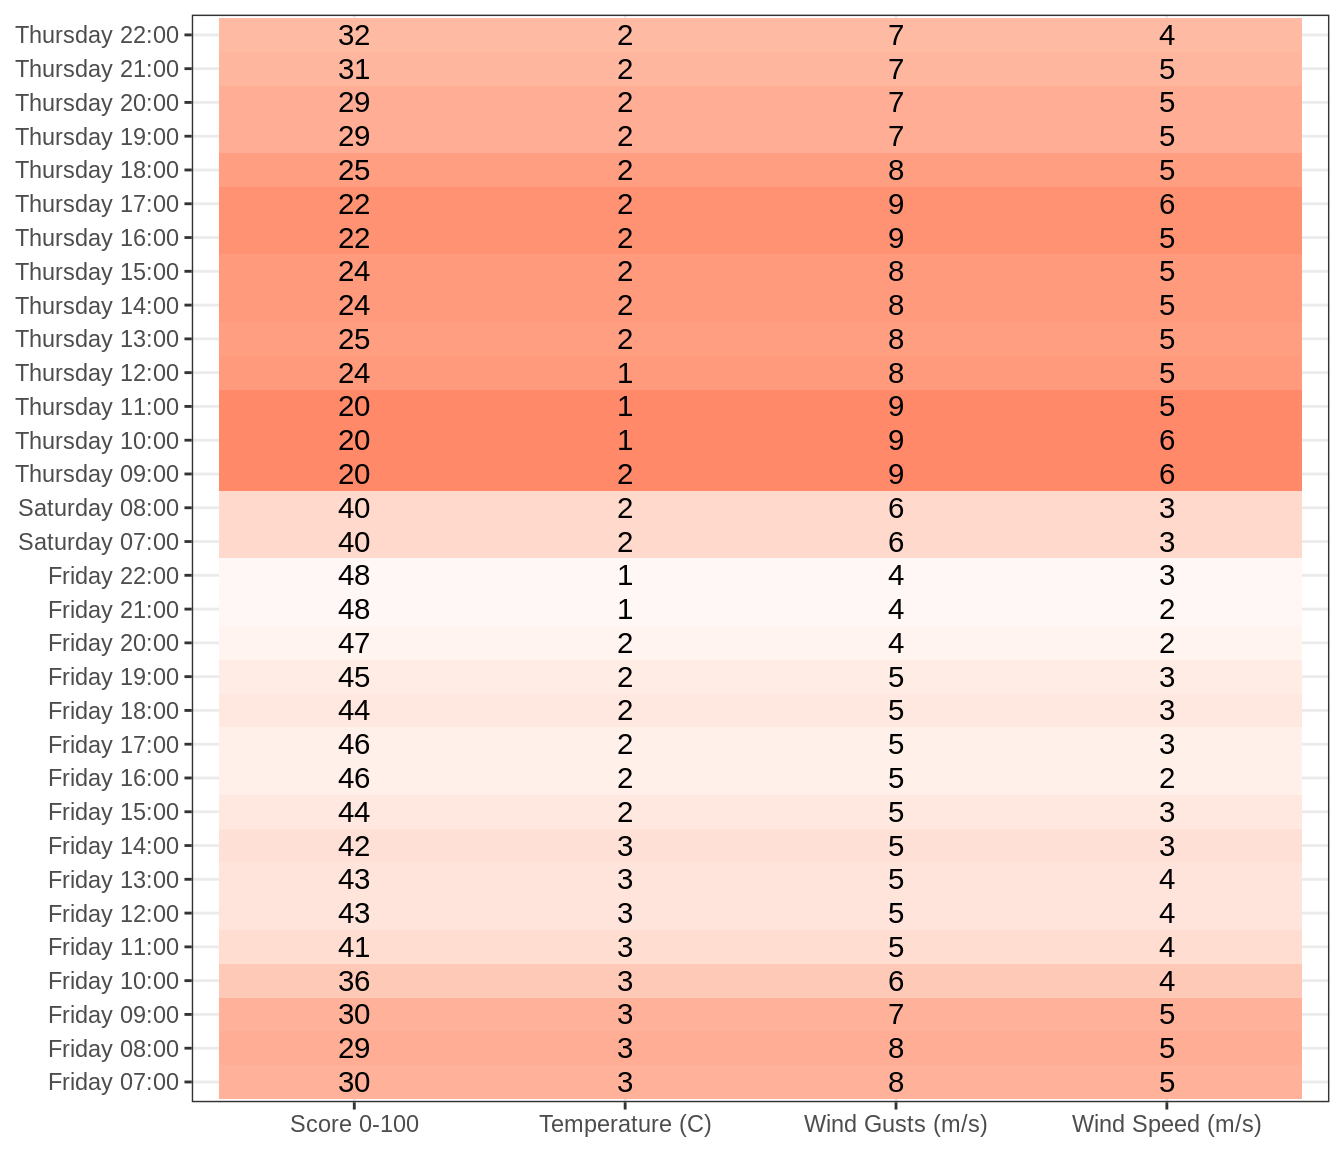 Thursday 22:00 32 2 7 4
Thursday 21:00 31 2 7 5
Thursday 20:00 29 2 7 5
Thursday 19:00 29 2 7 5
Thursday 18:00 25 2 8 5
Thursday 17:00 22 2 9 6
Thursday 16:00 22 2 9 5
Thursday 15:00 24 2 8 5
Thursday 14:00 24 2 8 5
Thursday 13:00 25 2 8 5
Thursday 12:00 24 1 8 5
Thursday 11:00 20 1 9 5
Thursday 10:00 20 1 9 6
Thursday 09:00 20 2 9 6
Saturday 08:00 40 2 6 3
Saturday 07:00 40 2 6 3
Friday 22:00 48 1 4 3
Friday 21:00 48 1 4 2
Friday 20:00 47 2 4 2
Friday 19:00 45 2 5 3
Friday 18:00 44 2 5 3
Friday 17:00 46 2 5 3
Friday 16:00 46 2 5 2
Friday 15:00 44 2 5 3
Friday 14:00 42 3 5 3
Friday 13:00 43 3 5 4
Friday 12:00 43 3 5 4
Friday 11:00 41 3 5 4
Friday 10:00 36 3 6 4
Friday 09:00 30 3 7 5
Friday 08:00 29 3 8 5
Friday 07:00 30 3 8 5
Score 0-100 Temperature (C) Wind Gusts (m/s) Wind Speed (m/s)